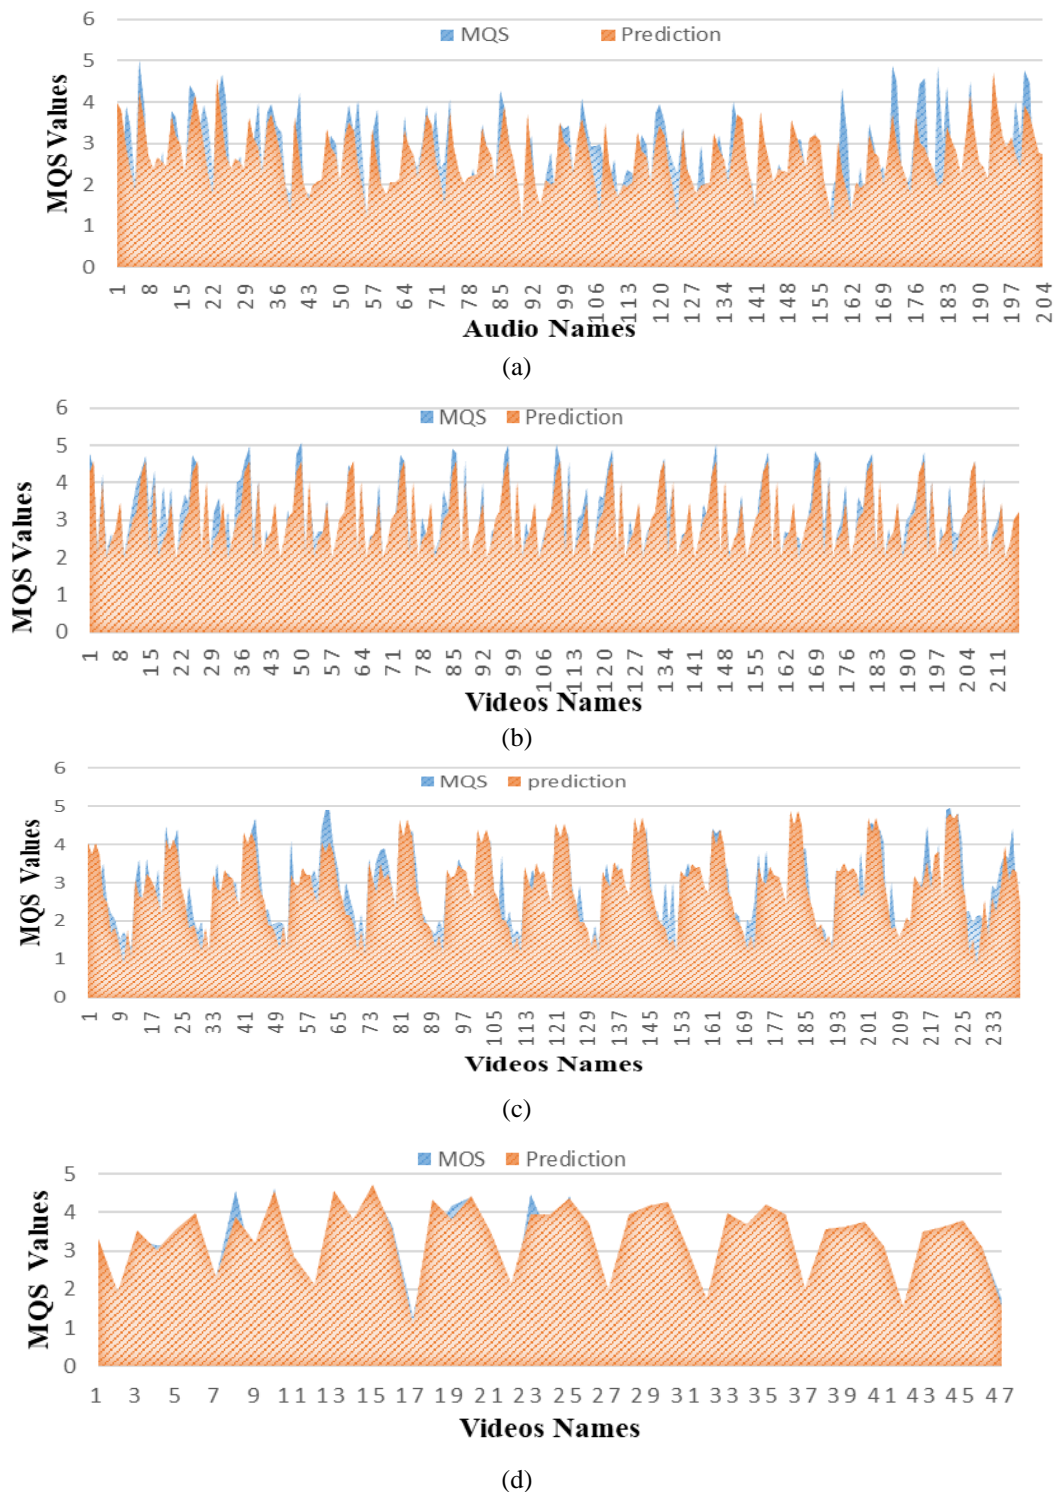 6
MQS Prediction
5
4
3
2
1
0
MQS Values
1 8 15 22 29 36 43 50 57 64 71 78 85 92 99 106 113 120 127 134 141 148 155 162 169 176 183 190 197 204
Audio Names
(a)
6
MQS Prediction
5
4
3
2
1
0
MQS Values
1 8 15 22 29 36 43 50 57 64 71 78 85 92 99 106 113 120 127 134 141 148 155 162 169 176 183 190 197 204 211
Videos Names
(b)
6
MQS prediction
5
4
3
2
1
0
MQS Values
1 9 17 25 33 41 49 57 65 73 81 89 97 105 113 121 129 137 145 153 161 169 177 185 193 201 209 217 225 233
Videos Names
(c)
MOS Prediction
5
4
3
2
1
0
MQS Values
1 3 5 7 9 11 13 15 17 19 21 23 25 27 29 31 33 35 37 39 41 43 45 47
Videos Names
(d)